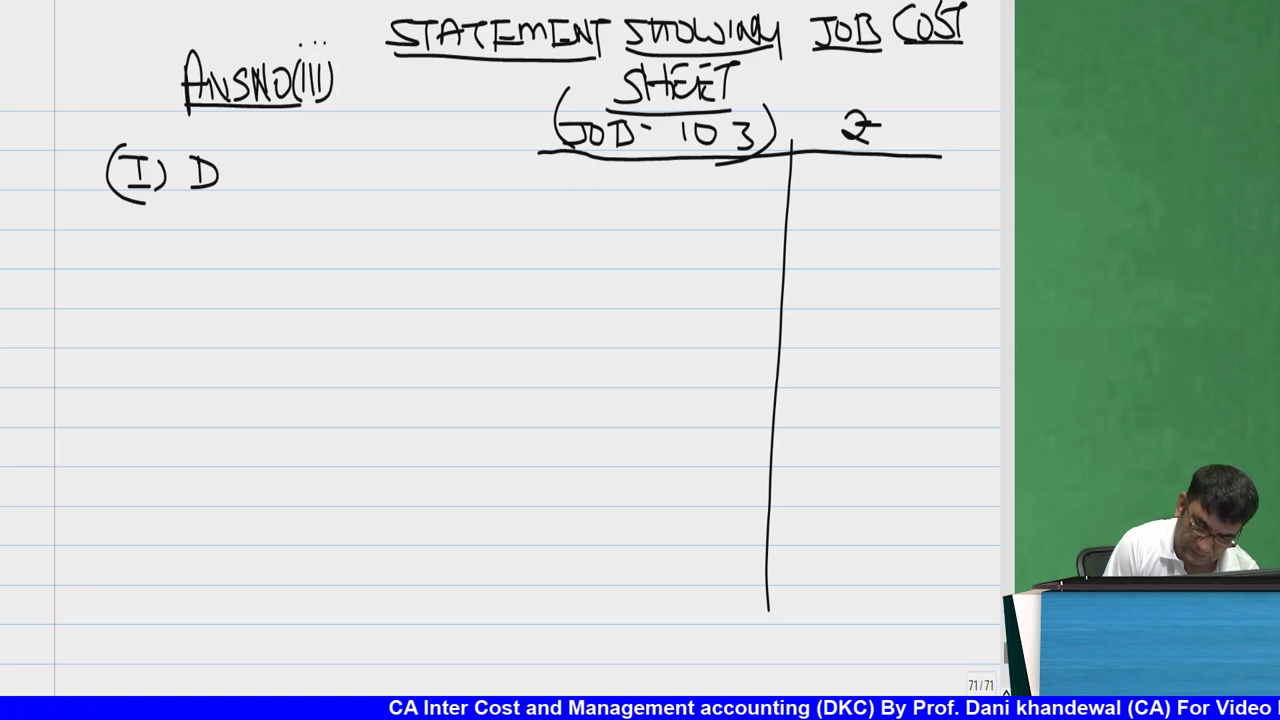 STATEMENT SHOWING JOB COST
SHEET
ANSNO(iii)
(JOB- 103) ₹
(I) D
71/71
CA Inter Cost and Management accounting (DKC) By Prof. Dani khandewal (CA) For Video